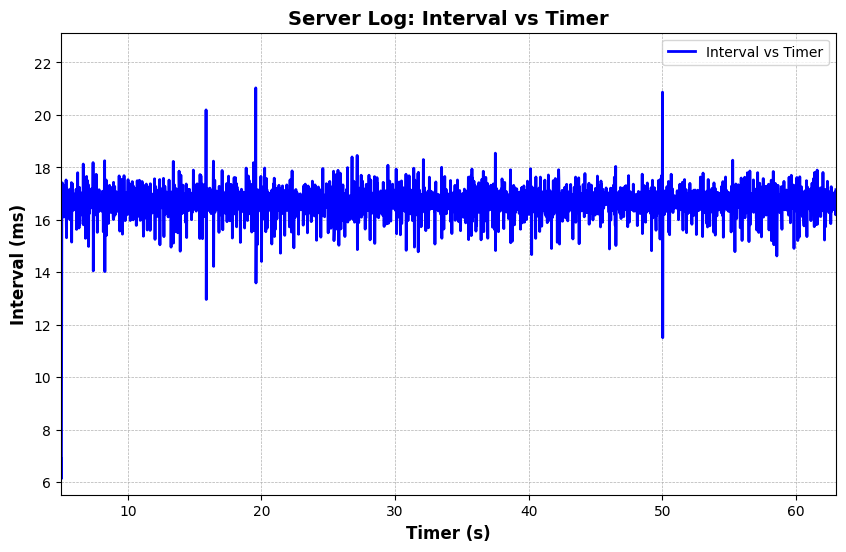 Server Log: Interval vs Timer
Interval vs Timer
22
20
18
16
14
12
10
8
6
Interval (ms)
10 20 30 40 50 60
Timer (s)